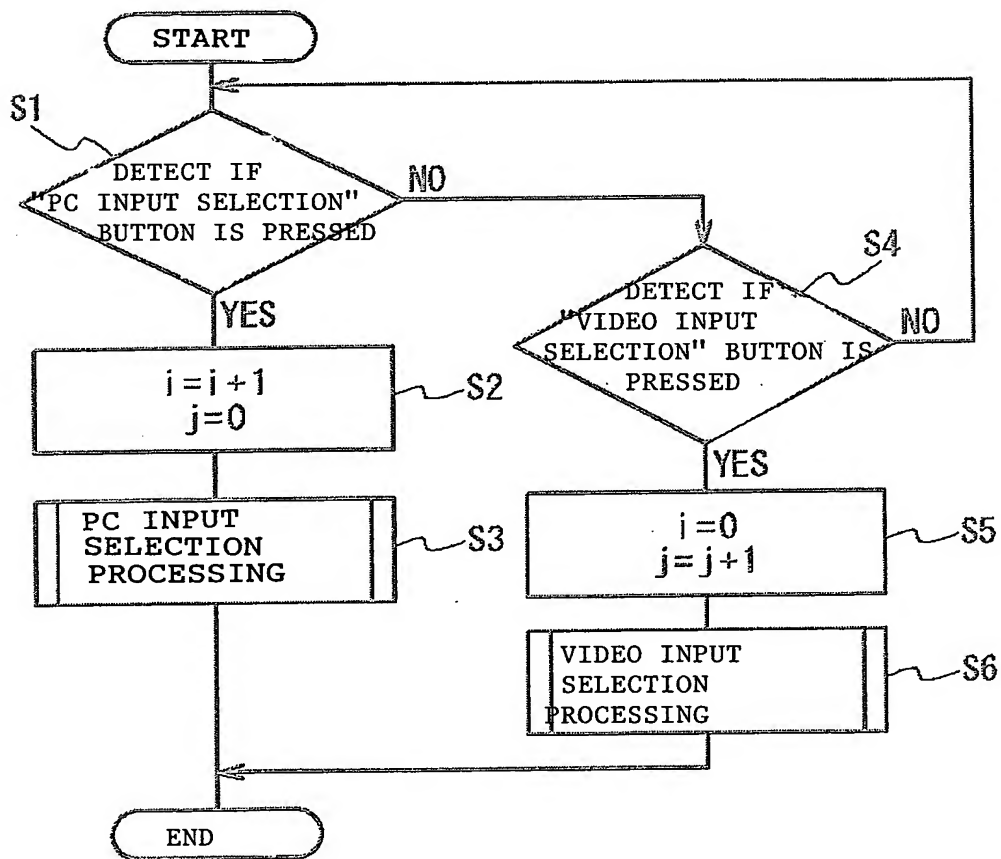 START
S1
DETECT IF
"PC INPUT SELECTION"
BUTTON IS PRESSED
NO
YES
i=i+1
j=0
S2
PC INPUT
SELECTION
PROCESSING
S3
DETECT IF
"VIDEO INPUT
SELECTION" BUTTON IS
PRESSED
S4
NO
YES
i=0
j=j+1
S5
VIDEO INPUT
SELECTION
PROCESSING
S6
END